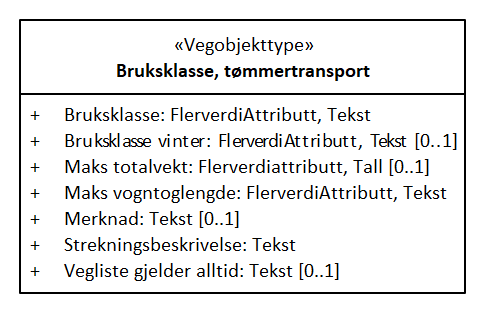 «Vegobjekttype»
Bruksklasse, tømmertransport
+ Bruksklasse: FlerverdiAttributt, Tekst
+ Bruksklasse vinter: FlerverdiAttributt, Tekst [0..1]
+ Maks totalvekt: Flerverdiattributt, Tall [0..1]
+ Maks vogntoglengde: FlerverdiAttributt, Tekst
+ Merknad: Tekst [0..1]
+ Strekningsbeskrivelse: Tekst
+ Vegliste gjelder alltid: Tekst [0..1]